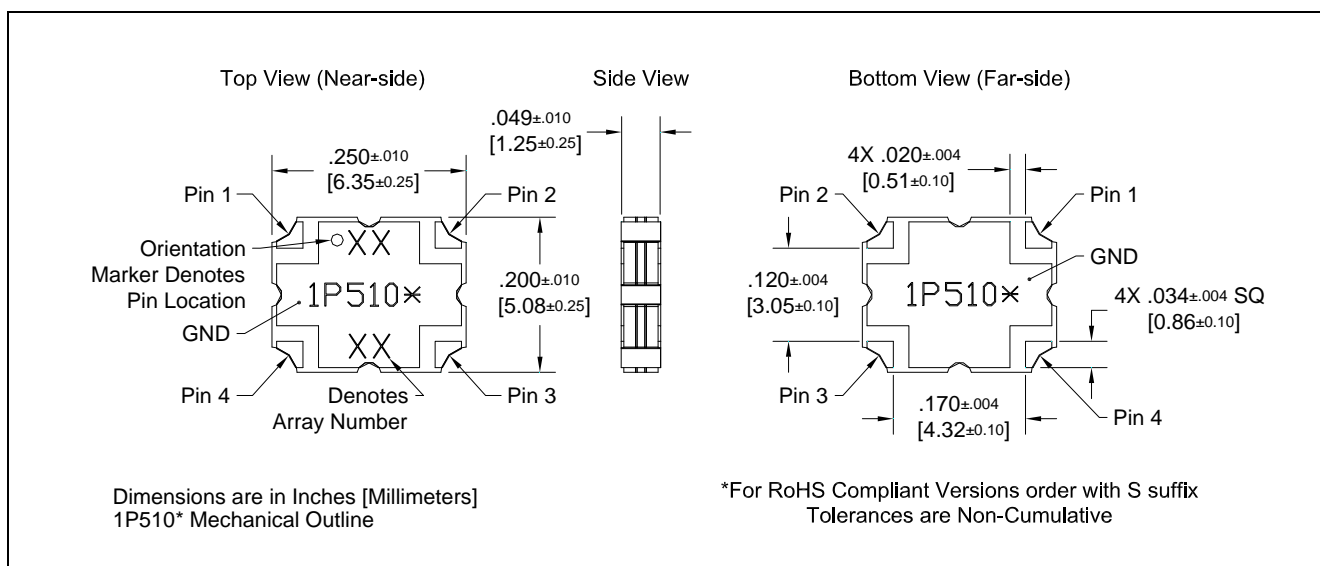 Top View (Near-side)
Side View
Bottom View (Far-side)
.250±.010
[6.35±0.25]
.049±.010
[1.25±0.25]
4X .020±.004
[0.51±0.10]
Pin 1
Pin 2
Pin 2
Pin 1
Orientation
Marker Denotes
Pin Location
XX
GND
1P510*
.200±.010
[5.08±0.25]
.120±.004
[3.05±0.10]
1P510*
GND
4X .034±.004 SQ
[0.86±0.10]
XX
Pin 4
Denotes
Array Number
Pin 3
Pin 3
.170±.004
[4.32±0.10]
Pin 4
Dimensions are in Inches [Millimeters]
1P510* Mechanical Outline
*For RoHS Compliant Versions order with S suffix
Tolerances are Non-Cumulative